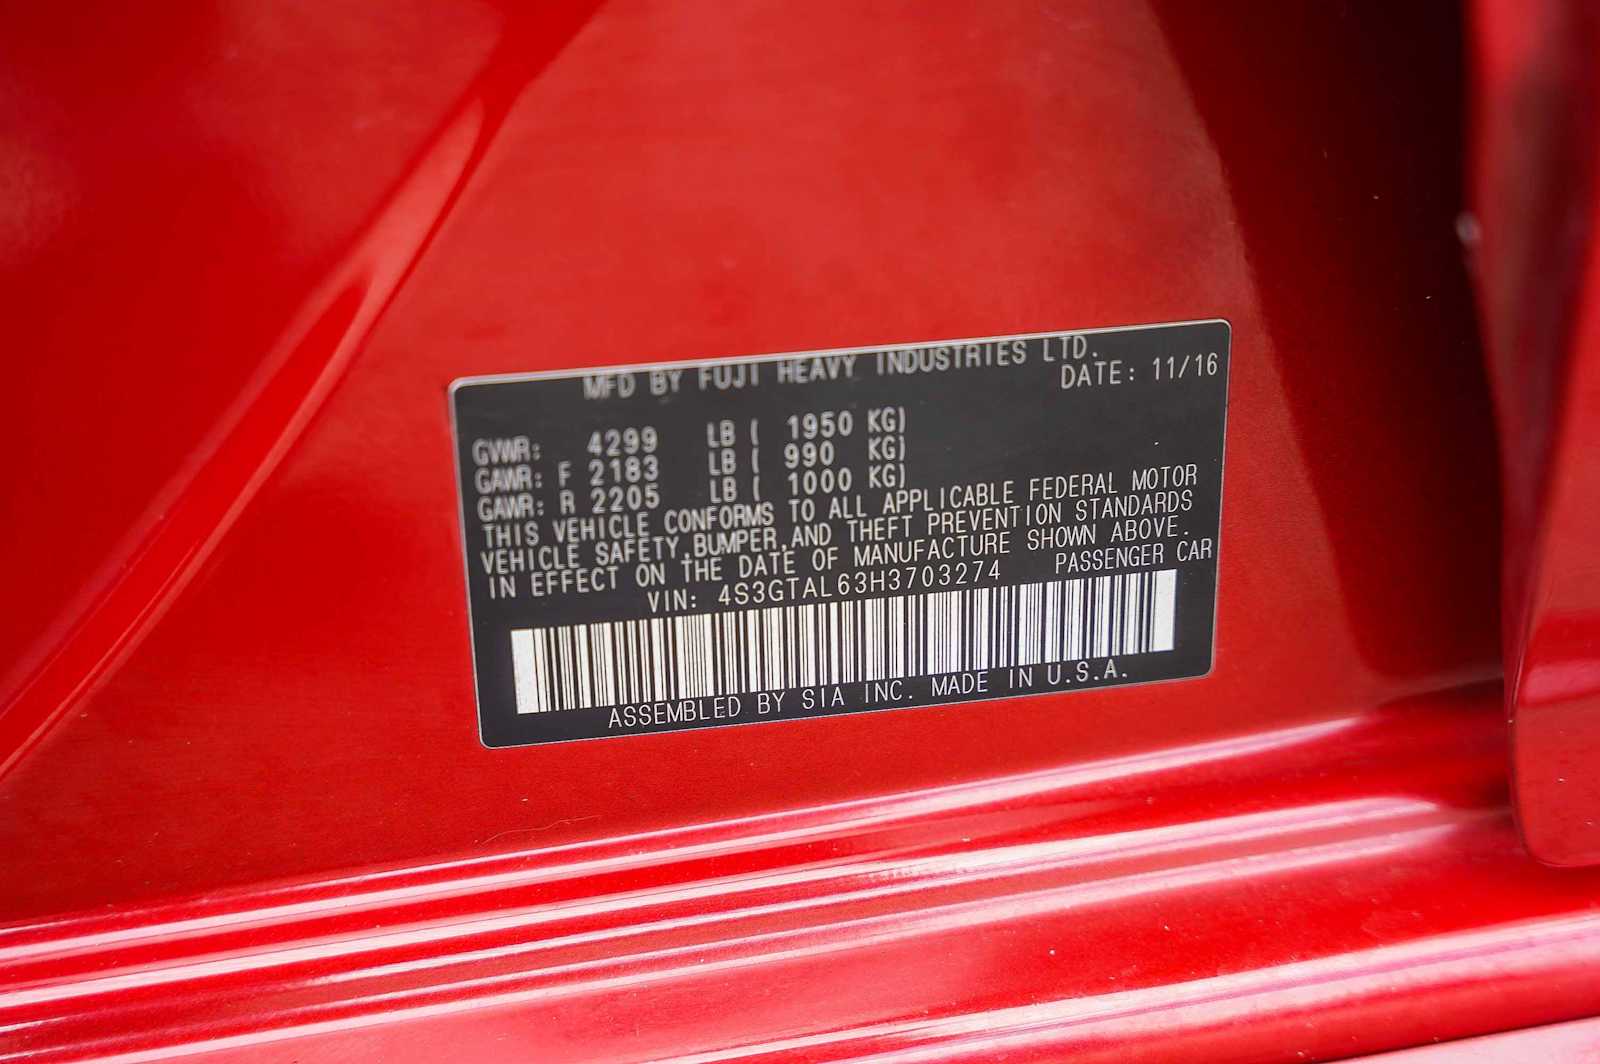 MFD BY FUJI HEAVY INDUSTRIES LTD.
DATE: 11/16
GVWR: 4299 LB ( 1950 KG)
GAWR: F 2183 LB ( 990 KG)
GAWR: R 2205 LB ( 1000 KG)
THIS VEHICLE CONFORMS TO ALL APPLICABLE FEDERAL MOTOR
VEHICLE SAFETY,BUMPER,AND THEFT PREVENTION STANDARDS
IN EFFECT ON THE DATE OF MANUFACTURE SHOWN ABOVE.
VIN: 4S3GTAL63H3703274 PASSENGER CAR
ASSEMBLED BY SIA INC. MADE IN U.S.A.